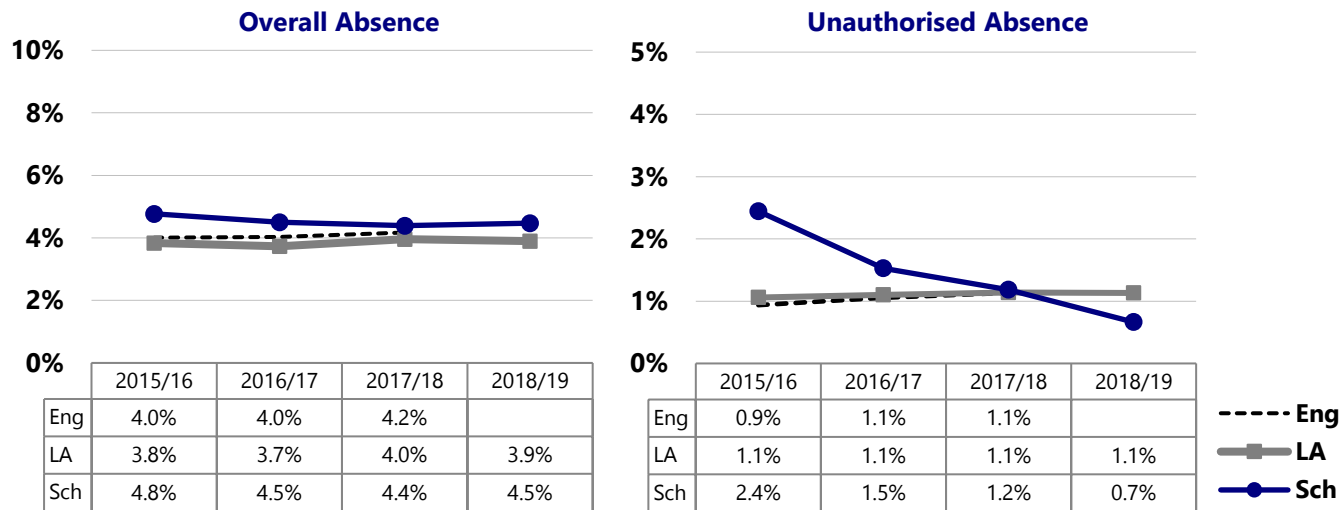 Overall Absence
10%
8%
6%
4%
2%
0%
2015/16 2016/17 2017/18 2018/19
Eng 4.0% 4.0% 4.2%
LA 3.8% 3.7% 4.0% 3.9%
Sch 4.8% 4.5% 4.4% 4.5%
Unauthorised Absence
5%
4%
3%
2%
1%
0%
2015/16 2016/17 2017/18 2018/19
Eng 0.9% 1.1% 1.1%
LA 1.1% 1.1% 1.1% 1.1%
Sch 2.4% 1.5% 1.2% 0.7%
Eng
LA
Sch